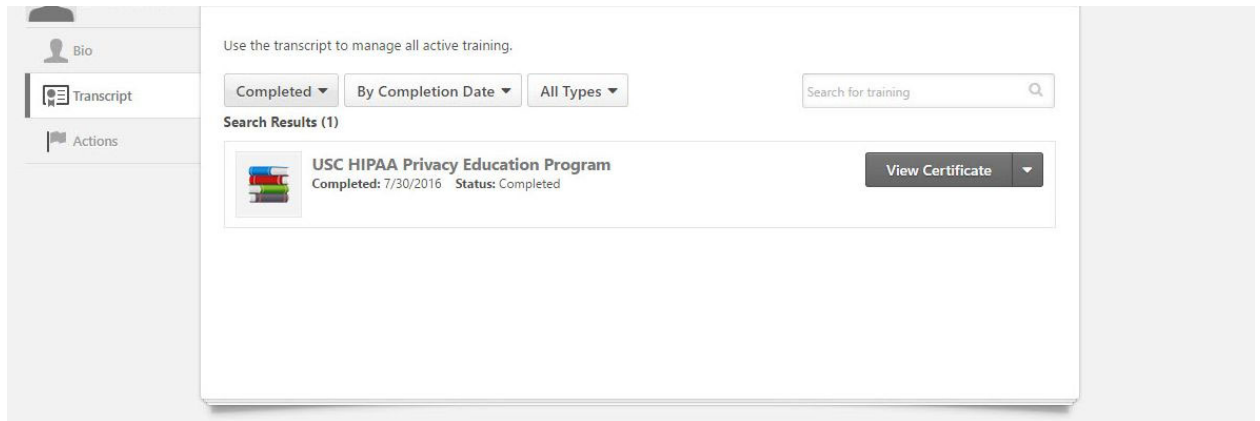 Bio
Transcript
Actions
Use the transcript to manage all active training.
Completed By Completion Date All Types Search for training
Search Results (1)
USC HIPAA Privacy Education Program
Completed: 7/30/2016 Status: Completed
View Certificate